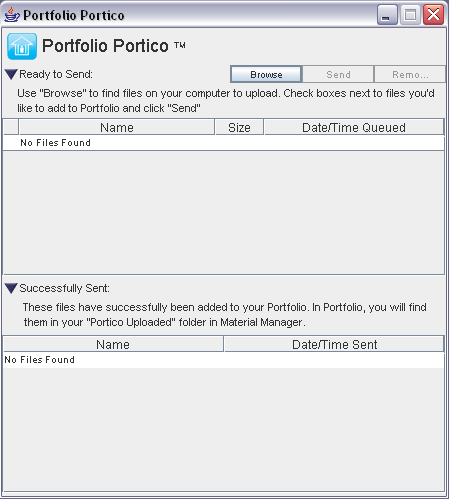 Portfolio Portico
Portfolio Portico TM
Ready to Send:
Browse
Send
Remo...
Use "Browse" to find files on your computer to upload. Check boxes next to files you'd
like to add to Portfolio and click "Send"
Name Size Date/Time Queued
No Files Found
Successfully Sent:
These files have successfully been added to your Portfolio. In Portfolio, you will find
them in your "Portico Uploaded" folder in Material Manager.
Name Date/Time Sent
No Files Found